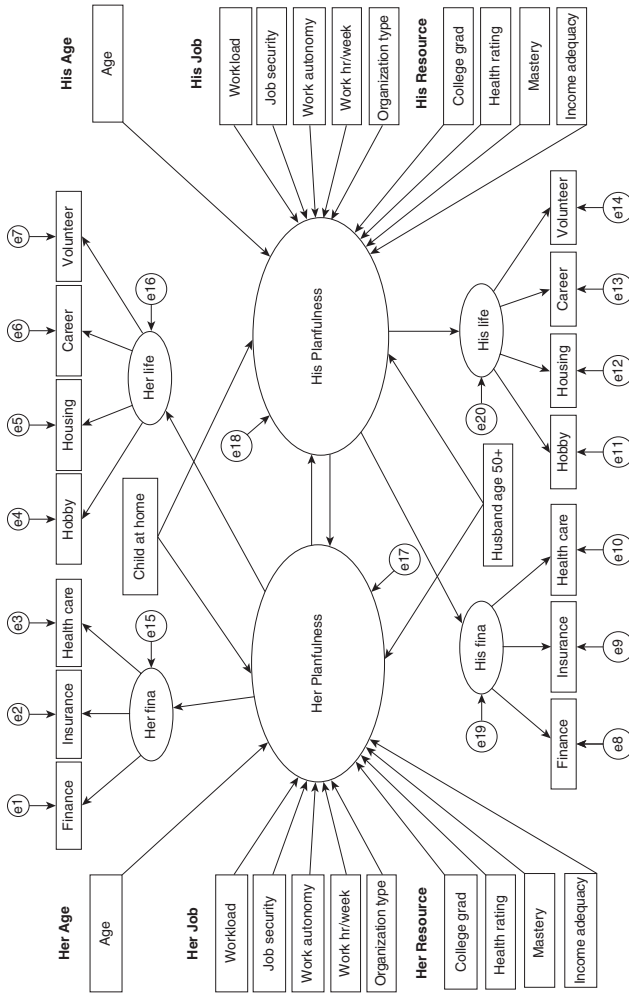 Her Age
Age
Her Job
Workload
Job security
Work autonomy
Work hr/week
Organization type
Her Resource
College grad
Health rating
Mastery
Income adequacy
e1
e2
e3
e4
e5
e6
e7
Finance
Insurance
Health care
Hobby
Housing
Career
Volunteer
Her fina
e15
Her life
e16
Child at home
Her Planfulness
e17
e18
His Planfulness
Husband age 50+
e19
His fina
e20
His life
Finance
Insurance
Health care
Hobby
Housing
Career
Volunteer
e8
e9
e10
e11
e12
e13
e14
His Age
Age
His Job
Workload
Job security
Work autonomy
Work hr/week
Organization type
His Resource
College grad
Health rating
Mastery
Income adequacy